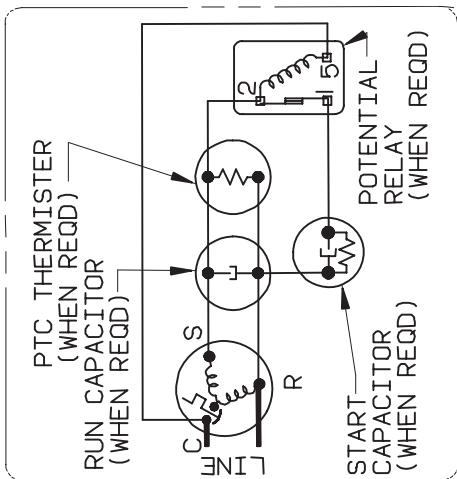 PTC THERMISTER
(WHEN REQD)
RUN CAPACITOR
(WHEN REQD)
START
CAPACITOR
(WHEN REQD)
POTENTIAL
RELAY
(WHEN REQD)
LINE
C
S
R
2
5
1